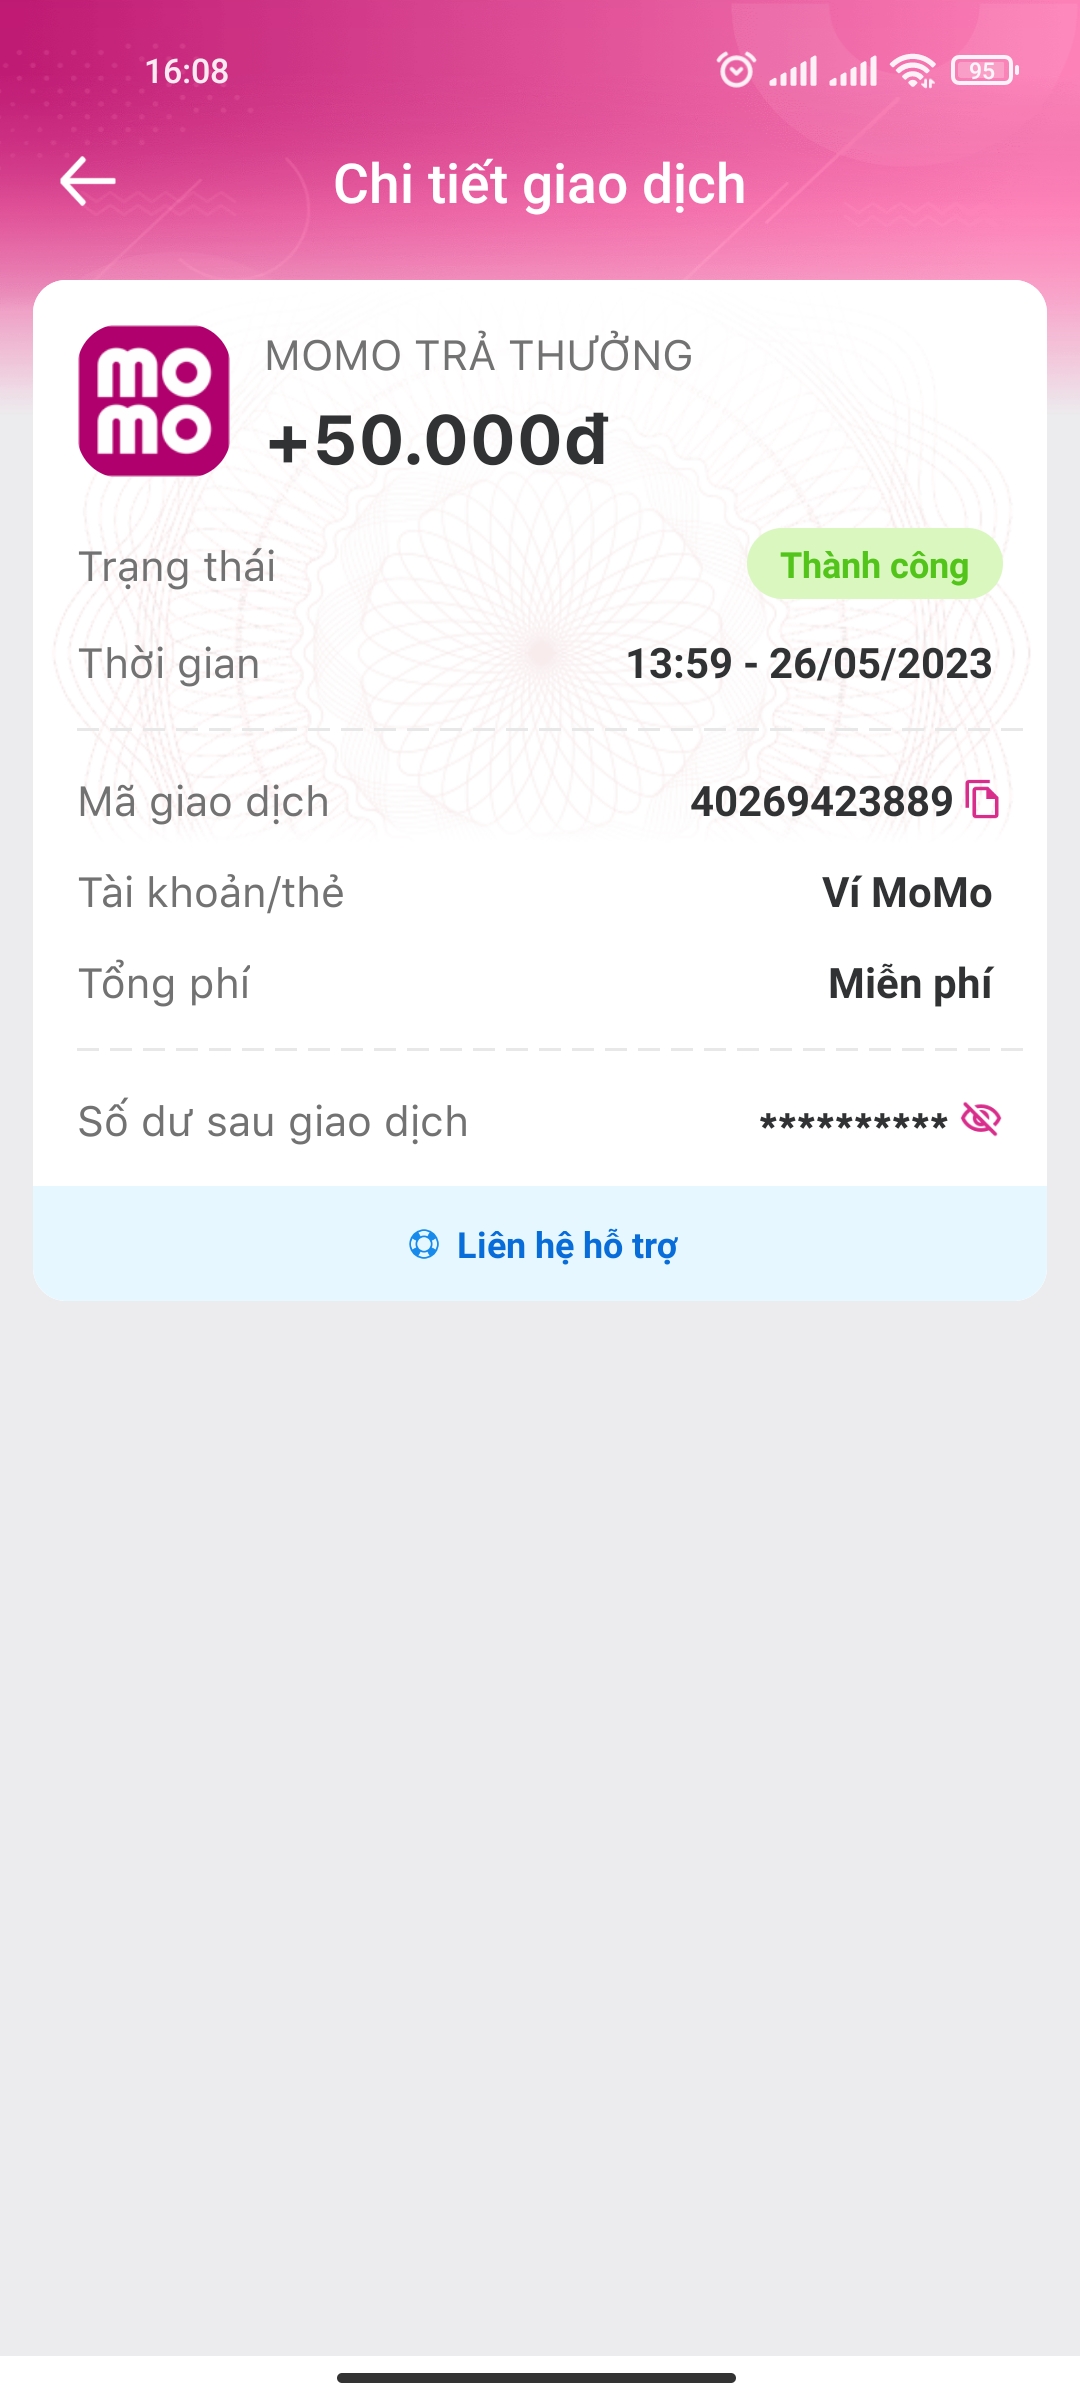 16:08
95
Chi tiết giao dịch
mo
mo
MOMO TRẢ THƯỞNG
+50.000đ
Trạng thái
Thành công
Thời gian
13:59 - 26/05/2023
Mã giao dịch
40269423889
Tài khoản/thẻ
Ví MoMo
Tổng phí
Miễn phí
Số dư sau giao dịch
**********
Liên hệ hỗ trợ